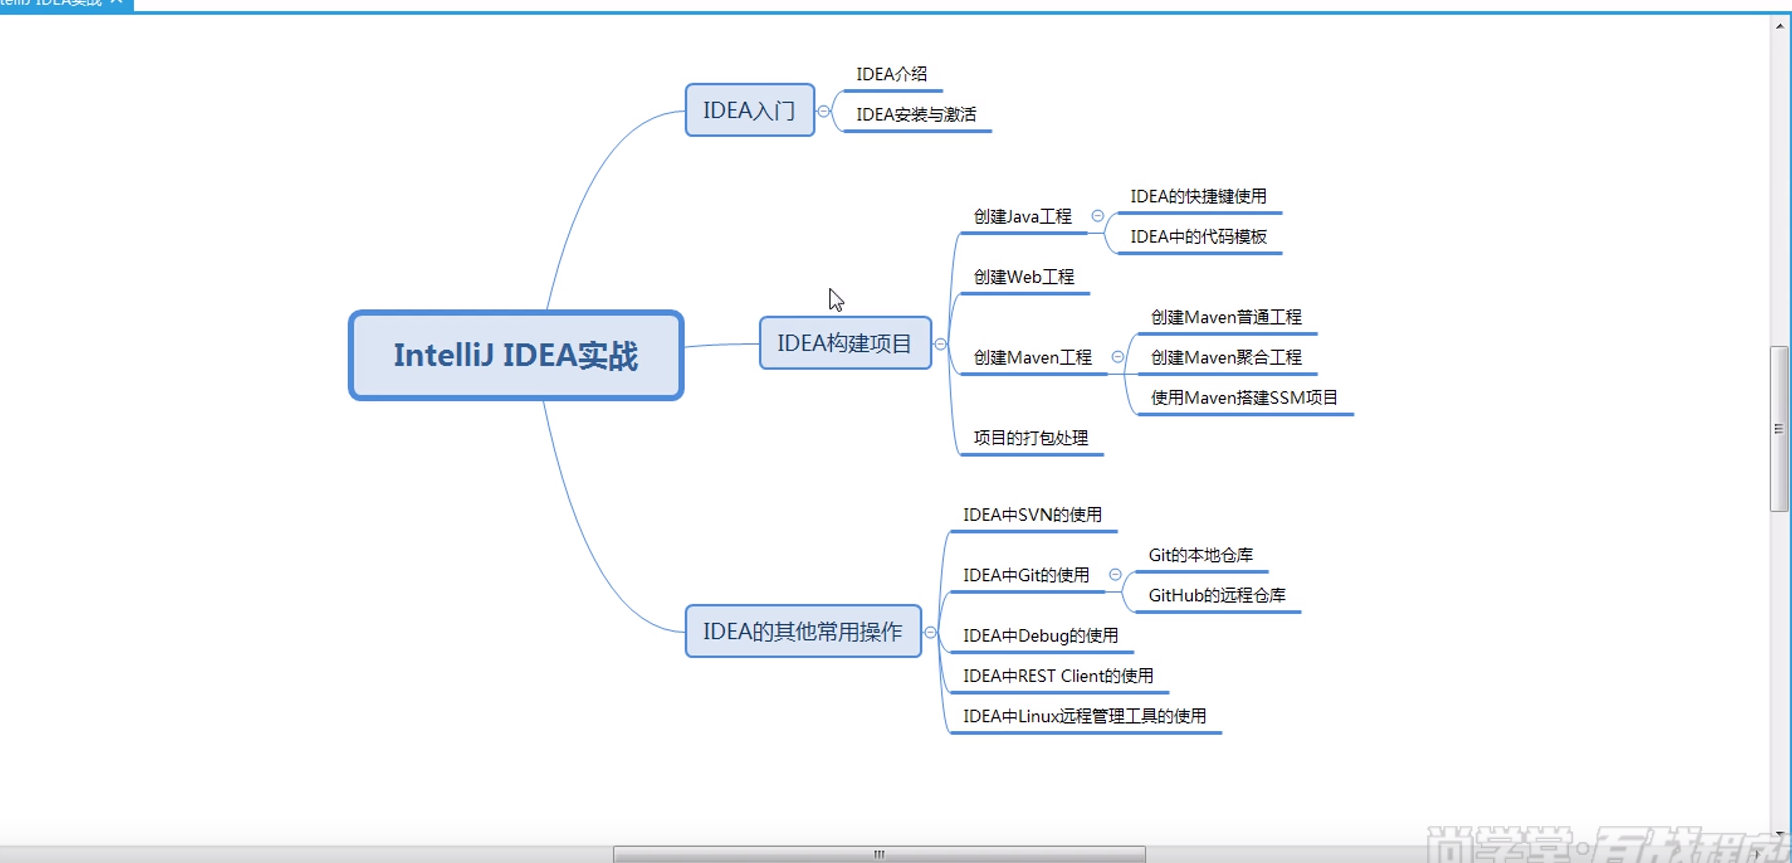 IntelliJ IDEA实战
IDEA入门
IDEA介绍
IDEA安装与激活
IDEA构建项目
创建Java工程
IDEA的快捷键使用
IDEA中的代码模板
创建Web工程
创建Maven工程
创建Maven普通工程
创建Maven聚合工程
使用Maven搭建SSM项目
项目的打包处理
IDEA的其他常用操作
IDEA中SVN的使用
IDEA中Git的使用
Git的本地仓库
GitHub的远程仓库
IDEA中Debug的使用
IDEA中REST Client的使用
IDEA中Linux远程管理工具的使用
尚学堂·百战程序